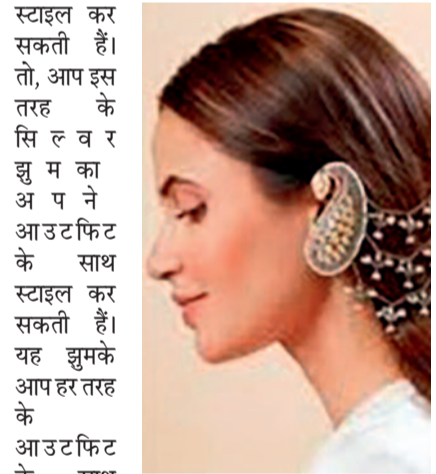 स्टाइल कर
सकती हैं।
तो, आप इस
तरह के
सिल्वर
झुमका
अपने
आउटफिट
के साथ
स्टाइल कर
सकती हैं।
यह झुमके
आप हर तरह
के
आउटफिट